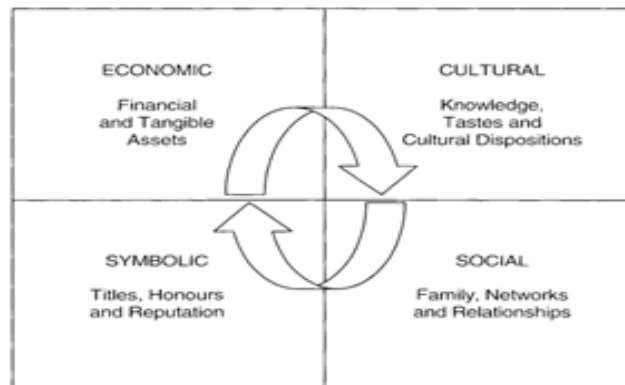 ECONOMIC
Financial
and Tangible
Assets
CULTURAL
Knowledge,
Tastes and
Cultural Dispositions
SYMBOLIC
Titles, Honours
and Reputation
SOCIAL
Family, Networks
and Relationships